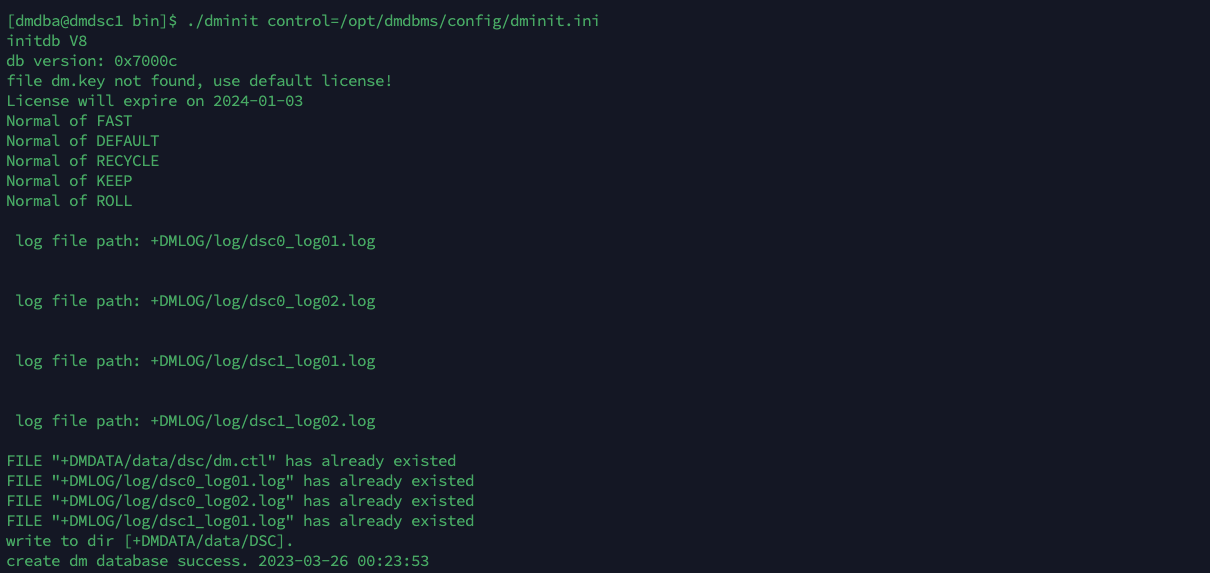 [dmdba@dmdsc1 bin]$ ./dminit control=/opt/dmdbms/config/dminit.ini
initdb V8
db version: 0x7000c
file dm.key not found, use default license!
License will expire on 2024-01-03
Normal of FAST
Normal of DEFAULT
Normal of RECYCLE
Normal of KEEP
Normal of ROLL
log file path: +DMLOG/log/dsc0_log01.log
log file path: +DMLOG/log/dsc0_log02.log
log file path: +DMLOG/log/dsc1_log01.log
log file path: +DMLOG/log/dsc1_log02.log
FILE "+DMDATA/data/dsc/dm.ctl" has already existed
FILE "+DMLOG/log/dsc0_log01.log" has already existed
FILE "+DMLOG/log/dsc0_log02.log" has already existed
FILE "+DMLOG/log/dsc1_log01.log" has already existed
write to dir [+DMDATA/data/DSC].
create dm database success. 2023-03-26 00:23:53